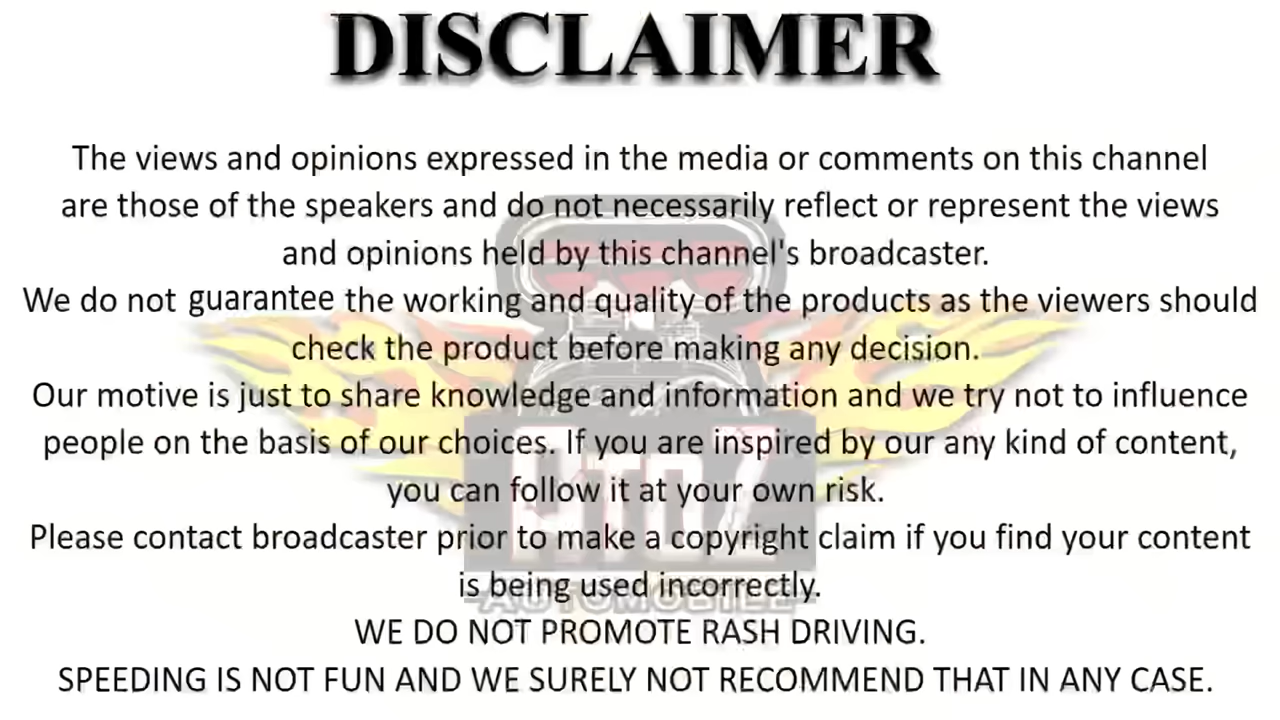 DISCLAIMER
The views and opinions expressed in the media or comments on this channel
are those of the speakers and do not necessarily reflect or represent the views
and opinions held by this channel's broadcaster.
We do not guarantee the working and quality of the products as the viewers should
check the product before making any decision.
Our motive is just to share knowledge and information and we try not to influence
people on the basis of our choices. If you are inspired by our any kind of content,
you can follow it at your own risk.
Please contact broadcaster prior to make a copyright claim if you find your content
is being used incorrectly.
-AUTOMOBILE-
WE DO NOT PROMOTE RASH DRIVING.
SPEEDING IS NOT FUN AND WE SURELY NOT RECOMMEND THAT IN ANY CASE.